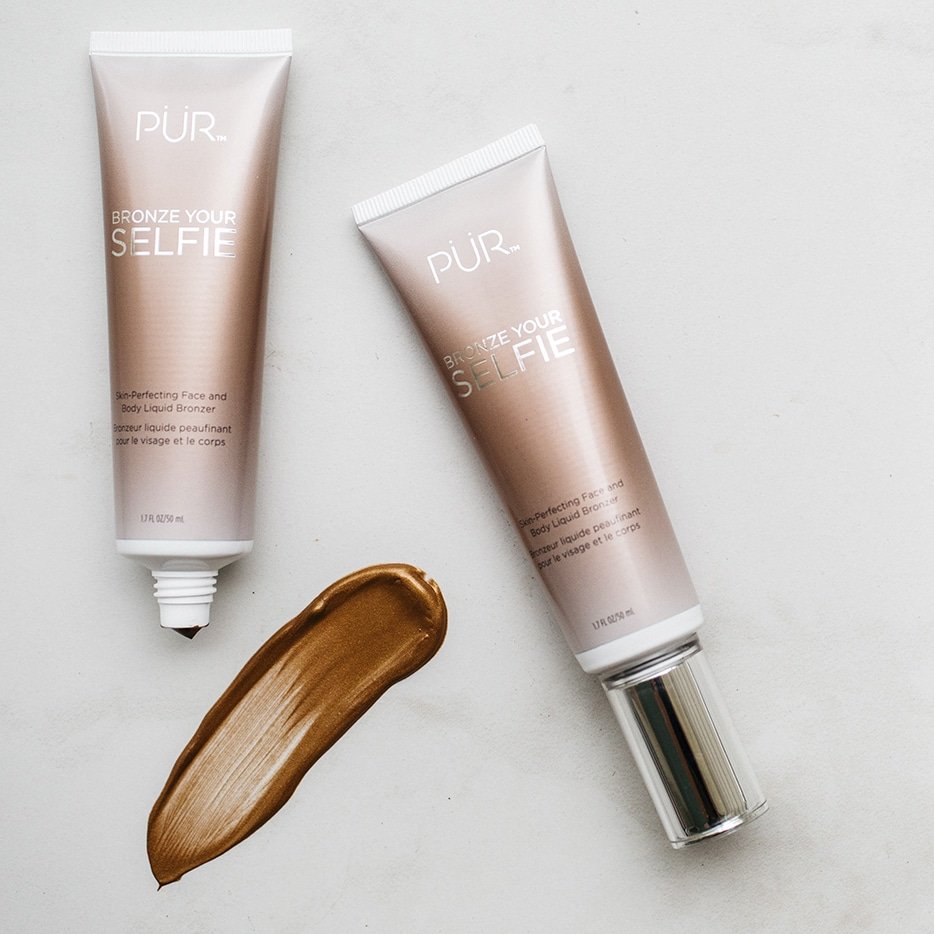 PÜR™
BRONZE YOUR
SELFIE
Skin-Perfecting Face and
Body Liquid Bronzer
Bronzeur liquide peaufinant
pour le visage et le corps
1.7 FL OZ/50 mL
PÜR™
BRONZE YOUR
SELFIE
Skin-Perfecting Face and
Body Liquid Bronzer
Bronzeur liquide peaufinant
pour le visage et le corps
1.7 FL OZ/50 mL